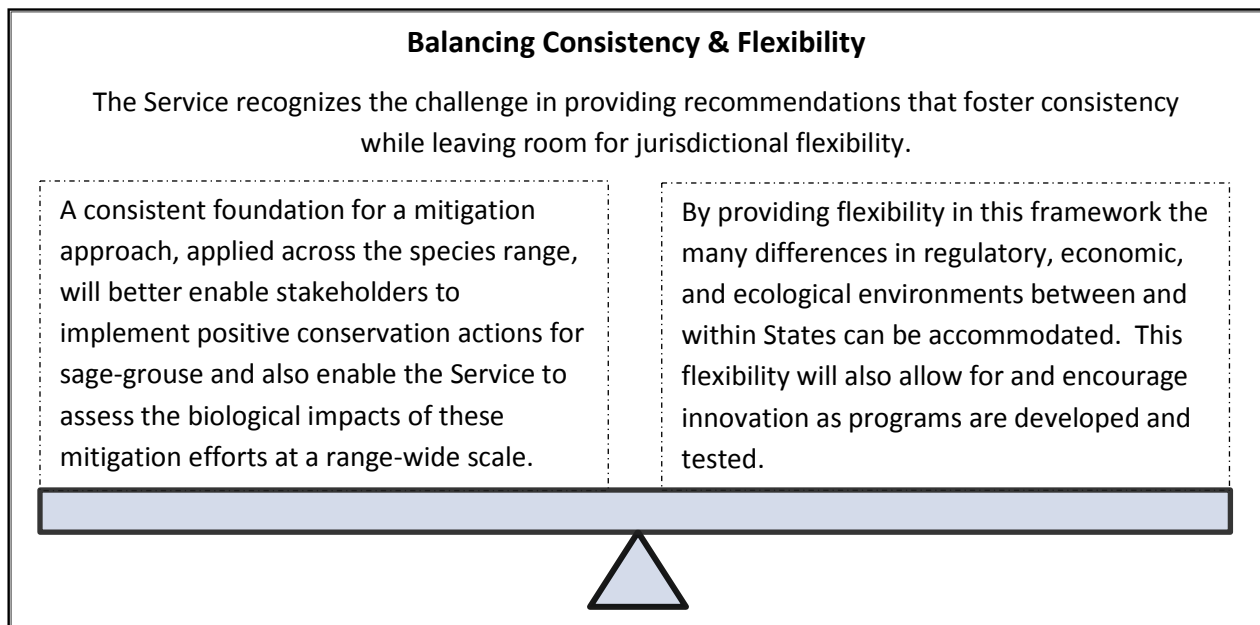 Balancing Consistency & Flexibility
The Service recognizes the challenge in providing recommendations that foster consistency
while leaving room for jurisdictional flexibility.
A consistent foundation for a mitigation
approach, applied across the species range,
will better enable stakeholders to
implement positive conservation actions for
sage-grouse and also enable the Service to
assess the biological impacts of these
mitigation efforts at a range-wide scale.
By providing flexibility in this framework the
many differences in regulatory, economic,
and ecological environments between and
within States can be accommodated.  This
flexibility will also allow for and encourage
innovation as programs are developed and
tested.